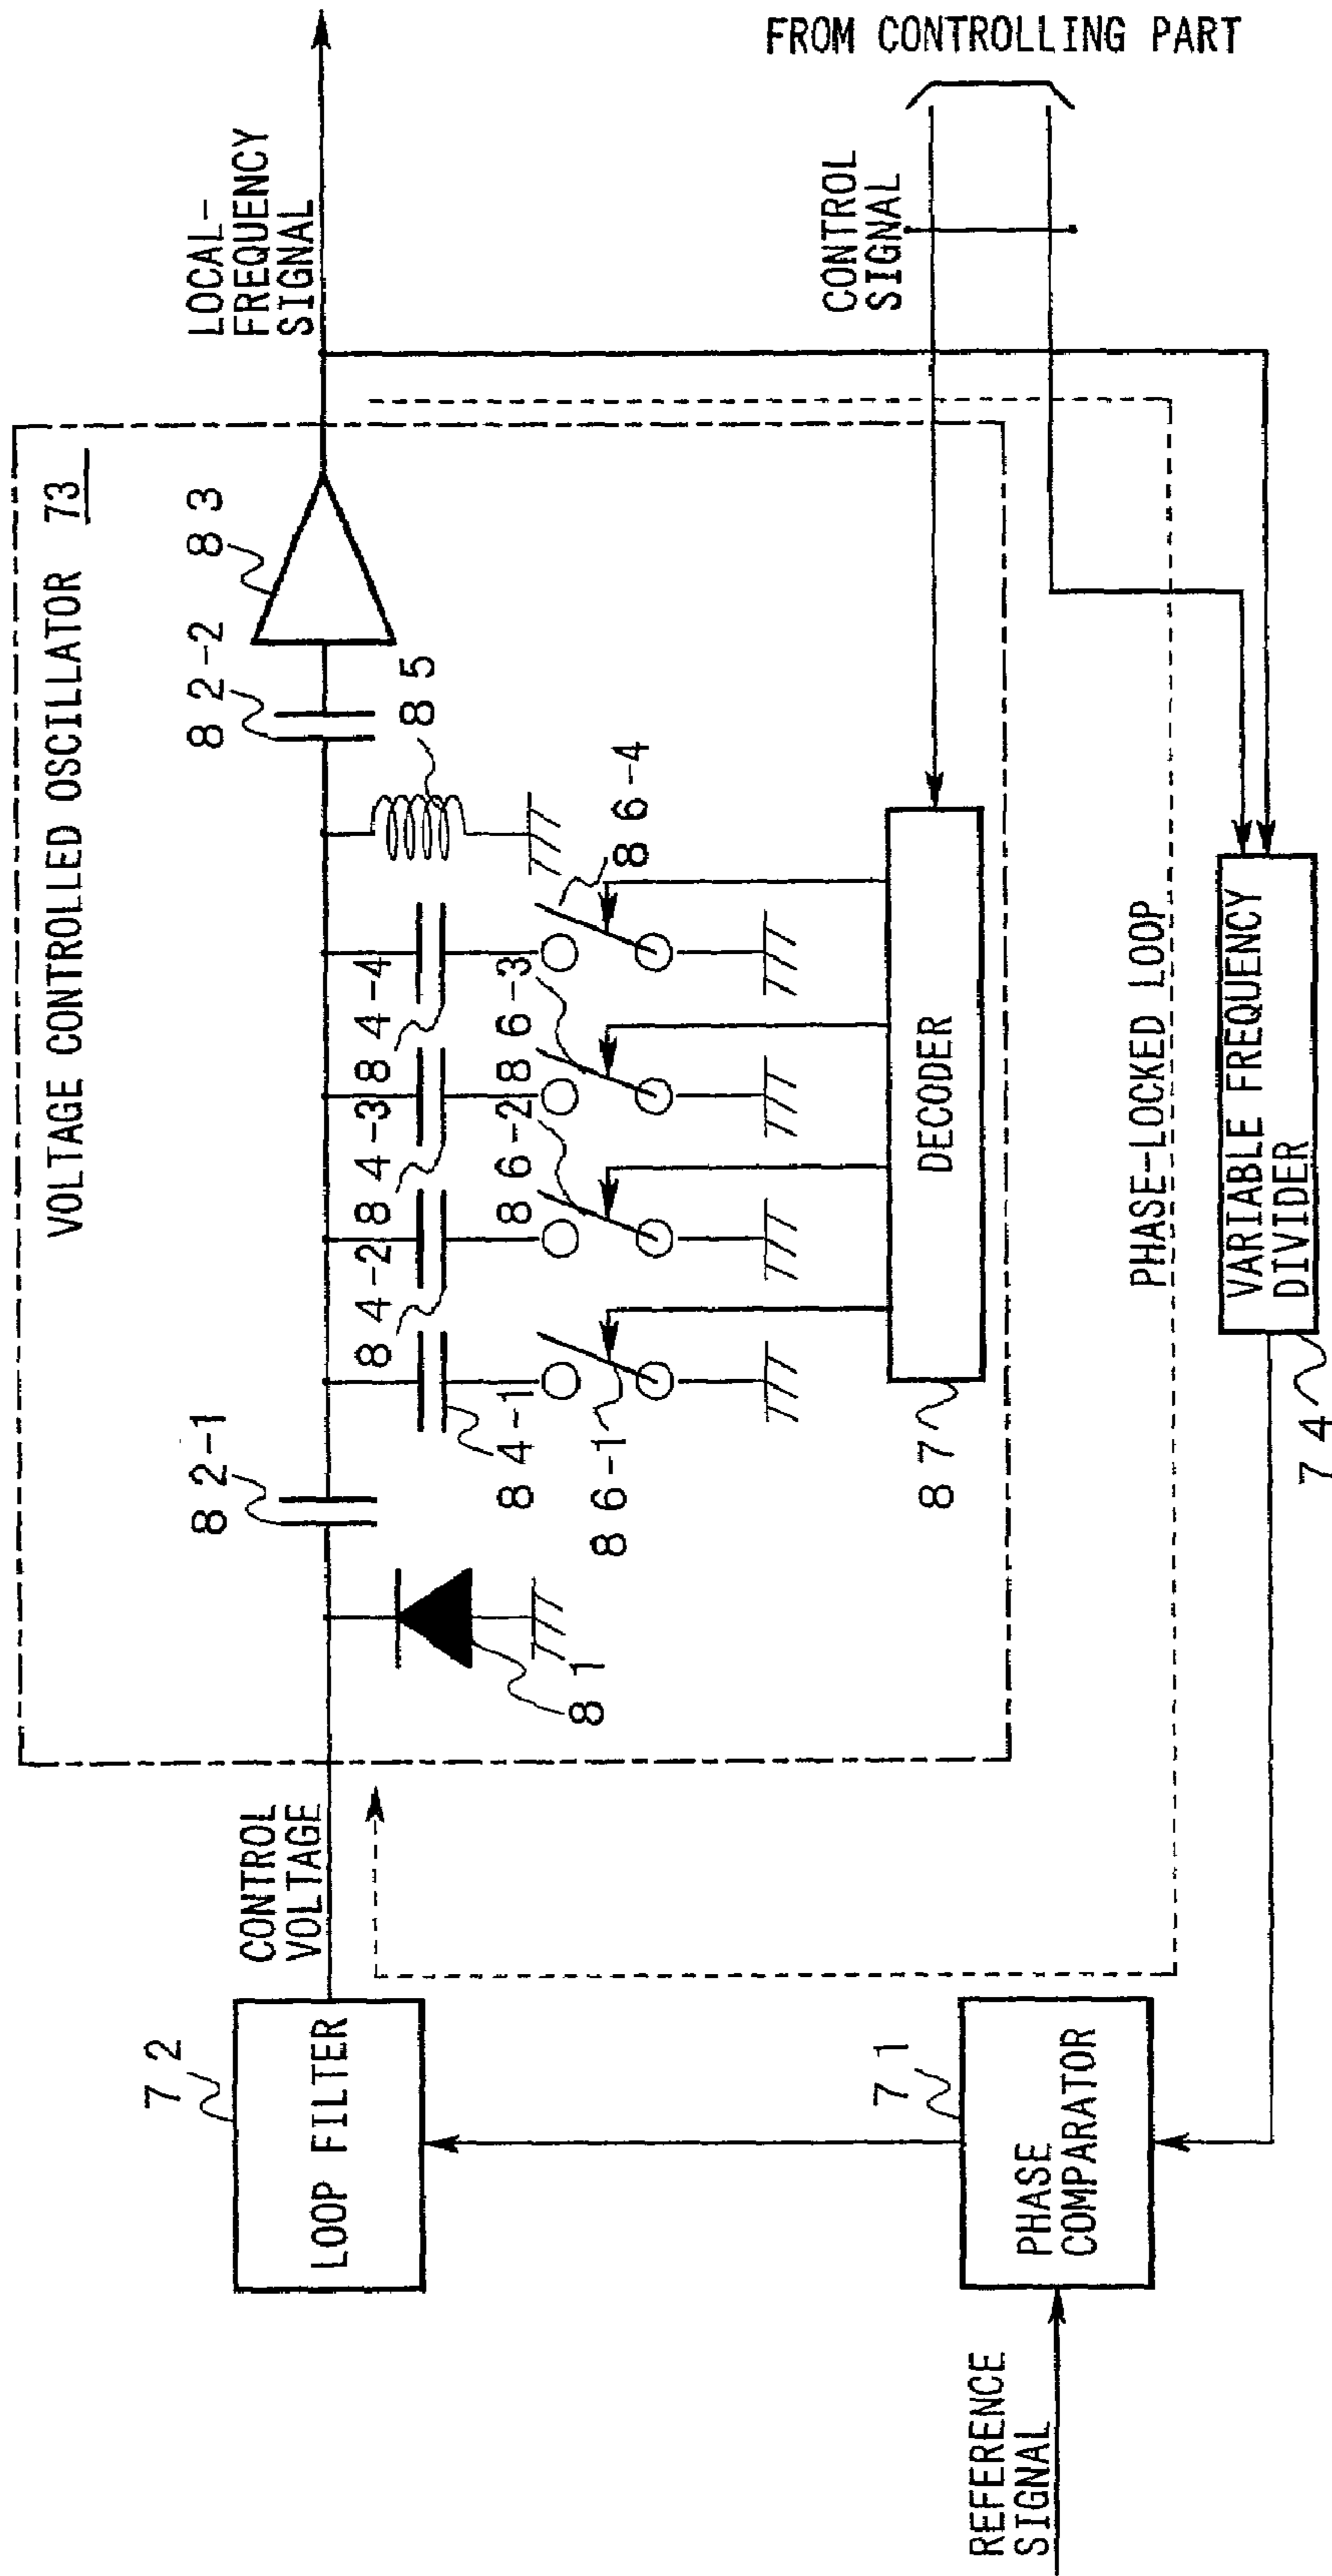 FROM CONTROLLING PART
LOCAL-
FREQUENCY
SIGNAL
CONTROL
SIGNAL
VOLTAGE CONTROLLED OSCILLATOR 73
83
82-2
85
82-1
84-1
84-2
84-3
84-4
86-1
86-2
86-3
86-4
81
DECODER
87
PHASE-LOCKED LOOP
VARIABLE FREQUENCY
DIVIDER
74
CONTROL
VOLTAGE
72
LOOP FILTER
71
PHASE
COMPARATOR
REFERENCE
SIGNAL